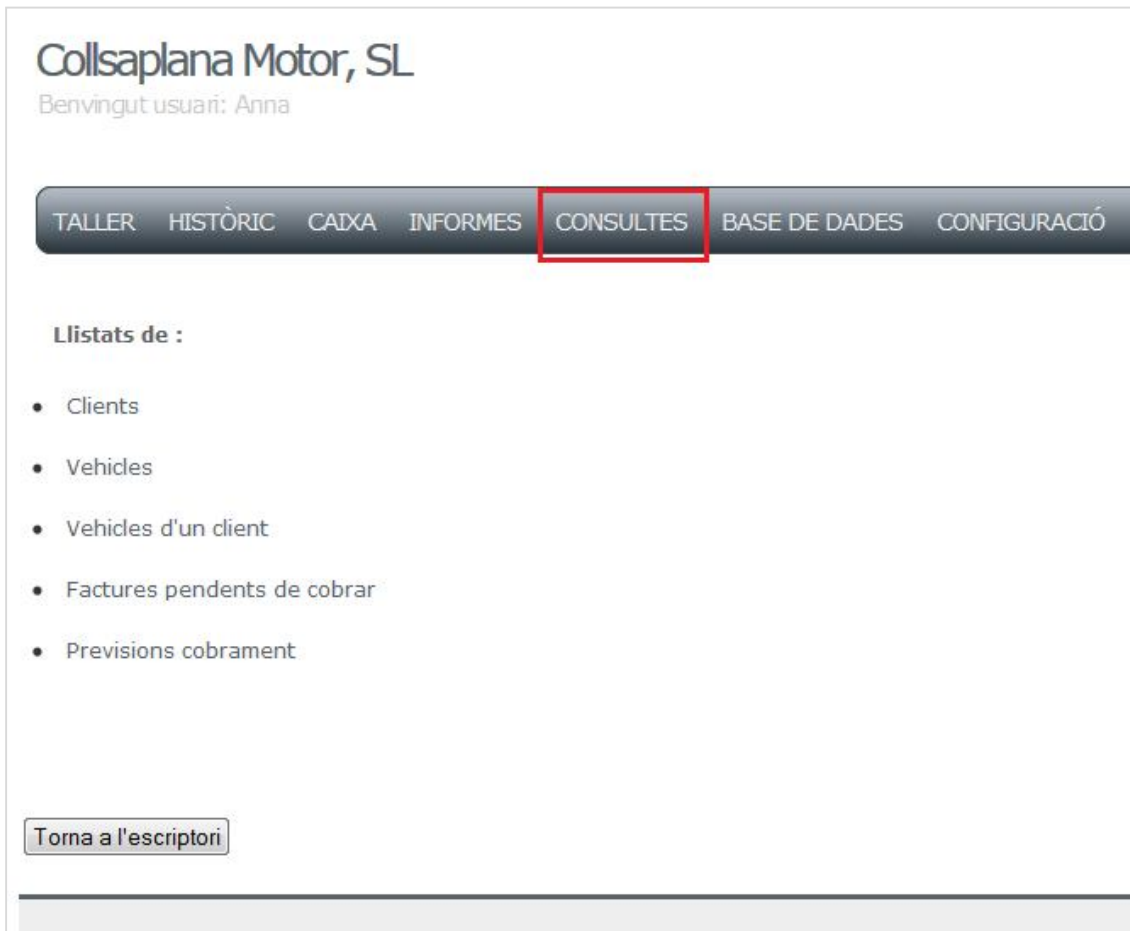 Collsaplana Motor, SL
Benvingut usuari: Anna
TALLER HISTÒRIC CAIXA INFORMES CONSULTES BASE DE DADES CONFIGURACIÓ
Llistats de :
• Clients
• Vehicles
• Vehicles d'un client
• Factures pendents de cobrar
• Previsions cobrament
Torna a l'escriptori